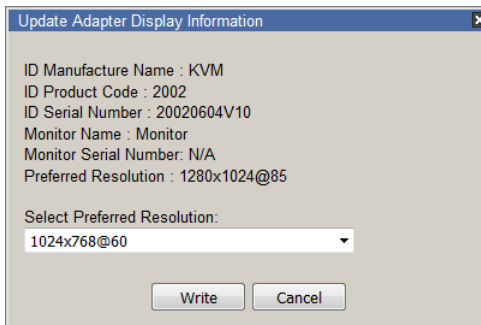 Update Adapter Display Information
ID Manufacture Name : KVM
ID Product Code : 2002
ID Serial Number : 20020604V10
Monitor Name : Monitor
Monitor Serial Number: N/A
Preferred Resolution : 1280x1024@85
Select Preferred Resolution:
1024x768@60
Write Cancel